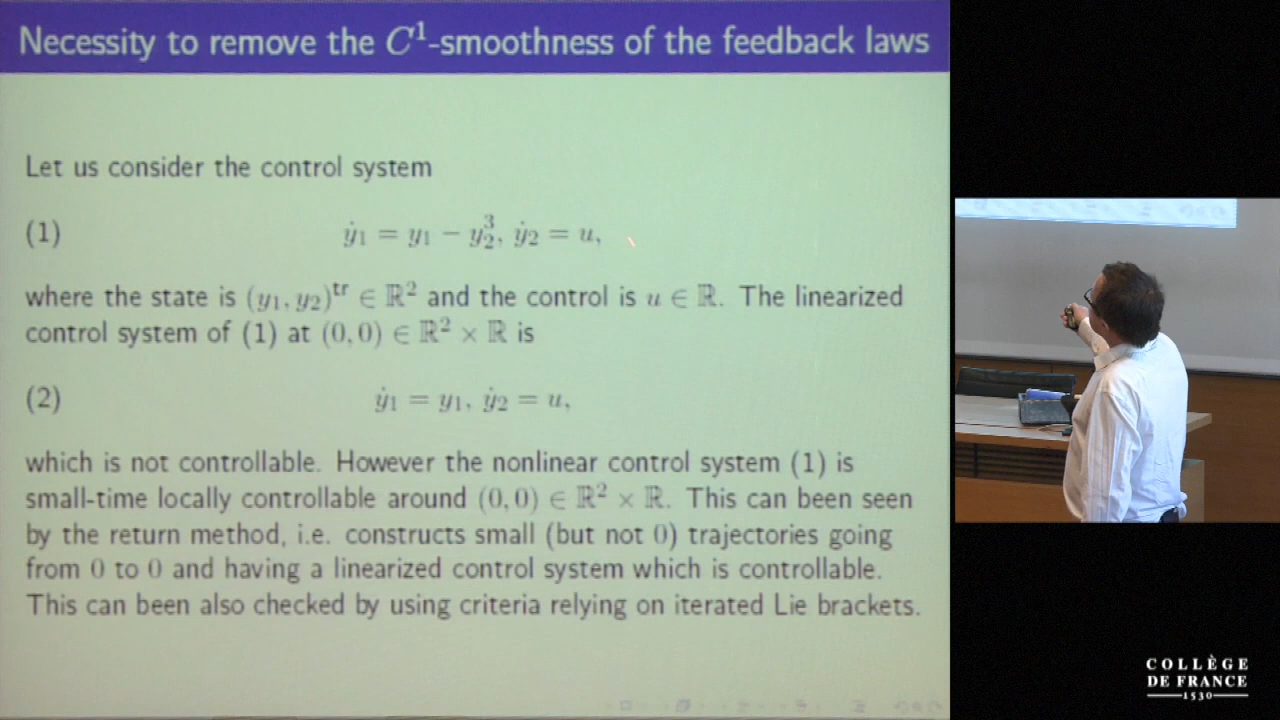 Necessity to remove the C¹-smoothness of the feedback laws
Let us consider the control system
(1) ẏ₁ = y₁ − y₂³, ẏ₂ = u,
where the state is (y₁, y₂)ᵗʳ ∈ ℝ² and the control is u ∈ ℝ. The linearized
control system of (1) at (0, 0) ∈ ℝ² × ℝ is
(2) ẏ₁ = y₁, ẏ₂ = u,
which is not controllable. However the nonlinear control system (1) is
small-time locally controllable around (0, 0) ∈ ℝ² × ℝ. This can been seen
by the return method, i.e. constructs small (but not 0) trajectories going
from 0 to 0 and having a linearized control system which is controllable.
This can been also checked by using criteria relying on iterated Lie brackets.
COLLÈGE
DE FRANCE
1530